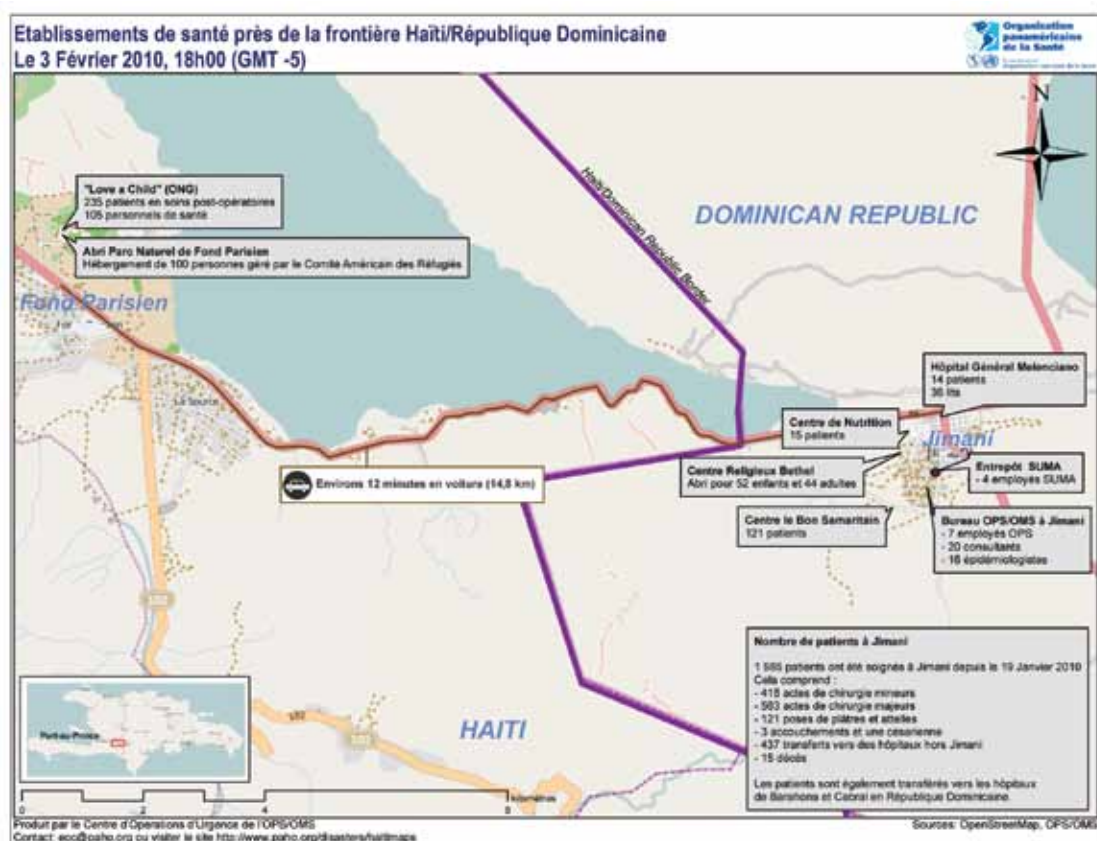 Etablissements de santé près de la frontière Haïti/République Dominicaine
Le 3 Février 2010, 18h00 (GMT -5)
Organisation
panaméricaine
de la Santé
N
"Love a Child" (ONG)
235 patients en soins post-opératoires
105 personnels de santé
Abri Parc Naturel de Fond Parisien
Hébergement de 100 personnes géré par le Comité Américain des Réfugiés
Haiti/Dominican Republic Border
DOMINICAN REPUBLIC
Fond Parisien
La Source
Hôpital Général Melenciano
14 patients
36 lits
Centre de Nutrition
15 patients
Jimani
Centre Religieux Bethel
Abri pour 52 enfants et 44 adultes
Entrepôt SUMA
- 4 employés SUMA
Environs 12 minutes en voiture (14,8 km)
Centre le Bon Samaritain
121 patients
Bureau OPS/OMS à Jimani
- 7 employés OPS
- 20 consultants
- 16 épidémiologistes
Nombre de patients à Jimani
patients ont été soignés à Jimani depuis le 19 Janvier 2010
Cela comprend :
- 418 actes de chirurgie mineurs
- 563 actes de chirurgie majeurs
- 121 poses de plâtres et attelles
- 3 accouchements et une césarienne
- 437 transferts vers des hôpitaux hors Jimani
- 15 décès
Les patients sont également transférés vers les hôpitaux
de Barahona et Cabral en République Dominicaine.
HAITI
Port-au-Prince
0 2 4 8
Kilomètres
Produit par le Centre d'Operations d'Urgence de l'OPS/OMS
Contact: eoc@paho.org ou visiter le site http://www.paho.org/disasters/haitimaps
Sources: OpenStreetMap, OPS/OMS